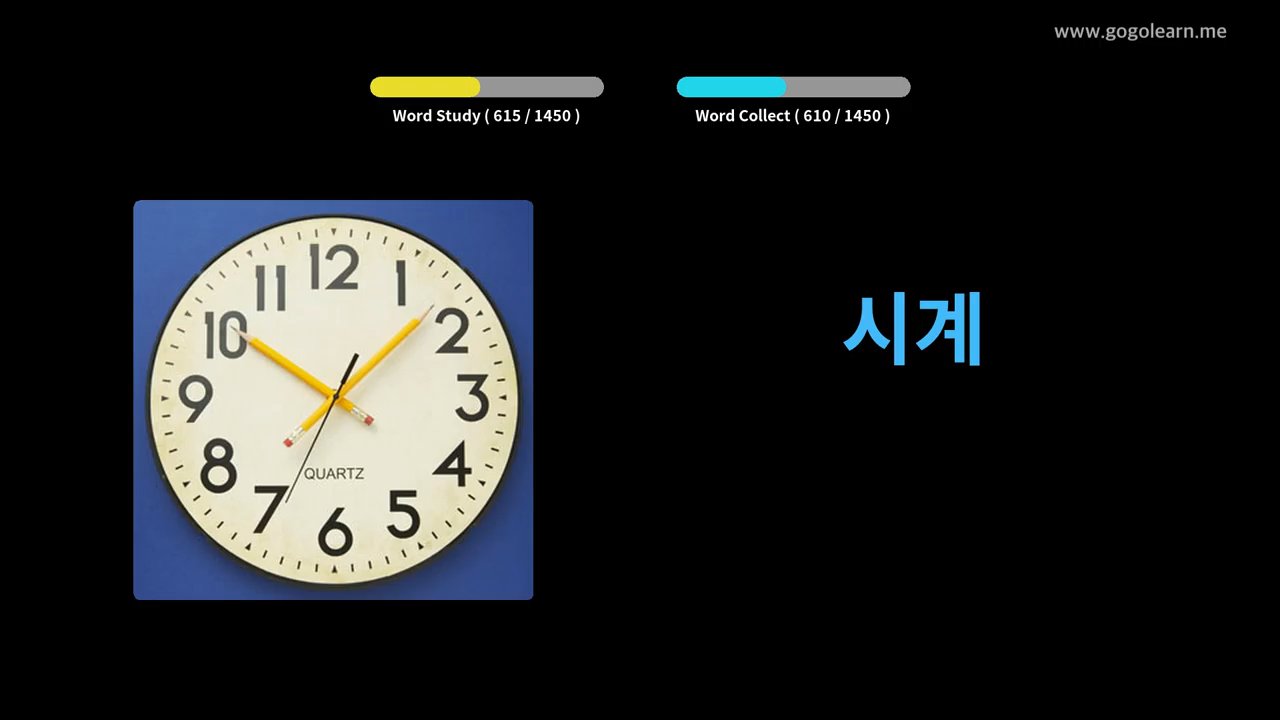 www.gogolearn.me
Word Study ( 615 / 1450 )
Word Collect ( 610 / 1450 )
12
11
1
10
2
9
3
8
4
QUARTZ
7
5
6
시계